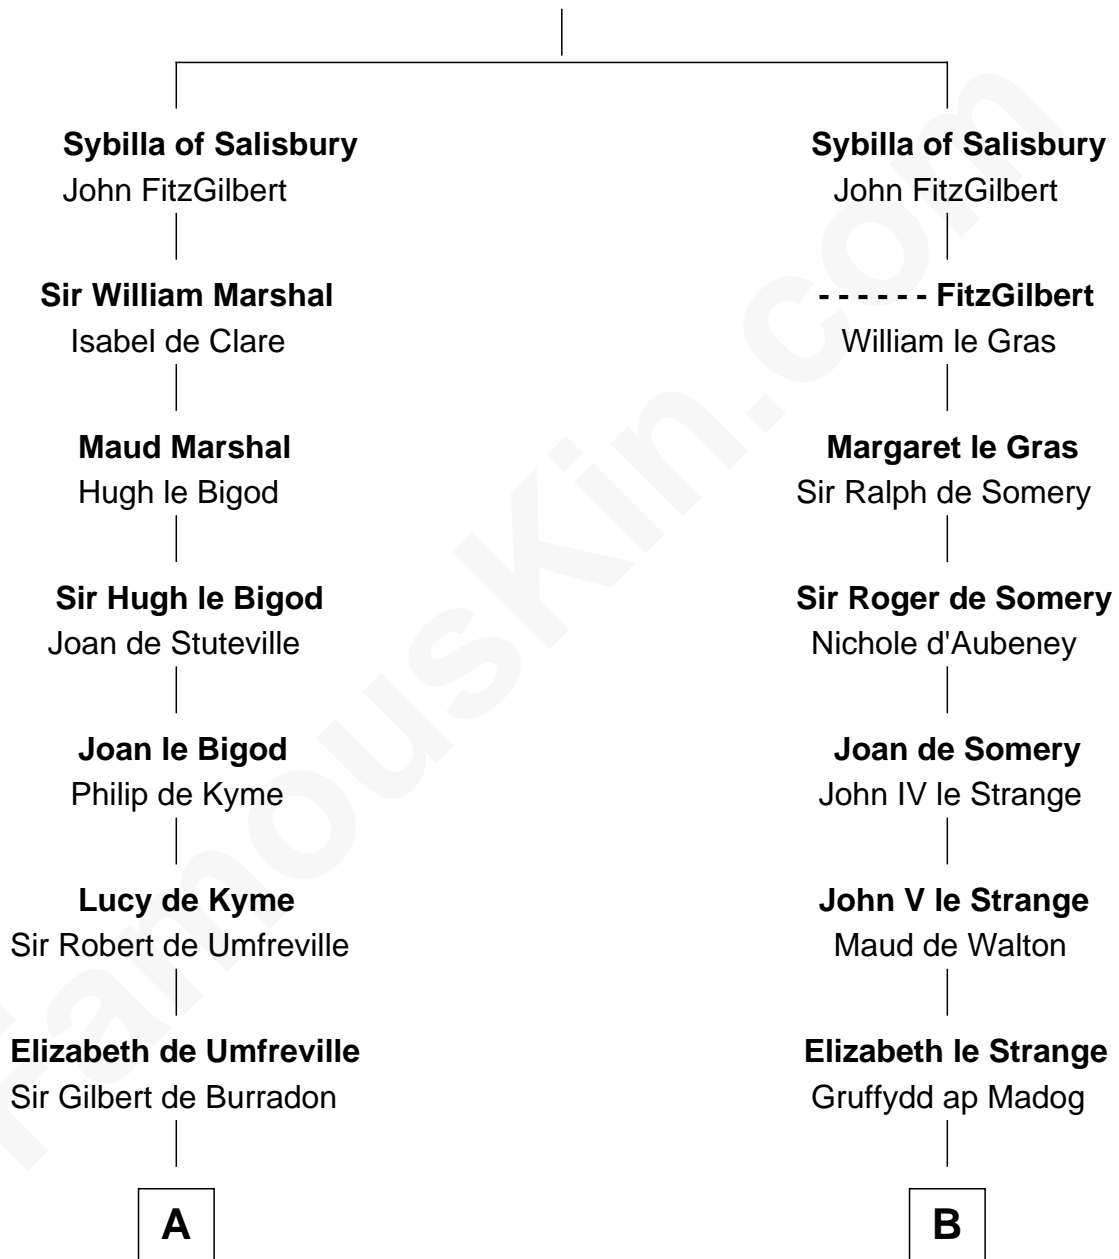 Sybilla of Salisbury
John FitzGilbert
Sir William Marshal
Isabel de Clare
Maud Marshal
Hugh le Bigod
Sir Hugh le Bigod
Joan de Stuteville
Joan le Bigod
Philip de Kyme
Lucy de Kyme
Sir Robert de Umfreville
Elizabeth de Umfreville
Sir Gilbert de Burradon
A
Sybilla of Salisbury
John FitzGilbert
- - - - - - FitzGilbert
William le Gras
Margaret le Gras
Sir Ralph de Somery
Sir Roger de Somery
Nichole d'Aubeney
Joan de Somery
John IV le Strange
John V le Strange
Maud de Walton
Elizabeth le Strange
Gruffydd ap Madog
B
FamousKin.com